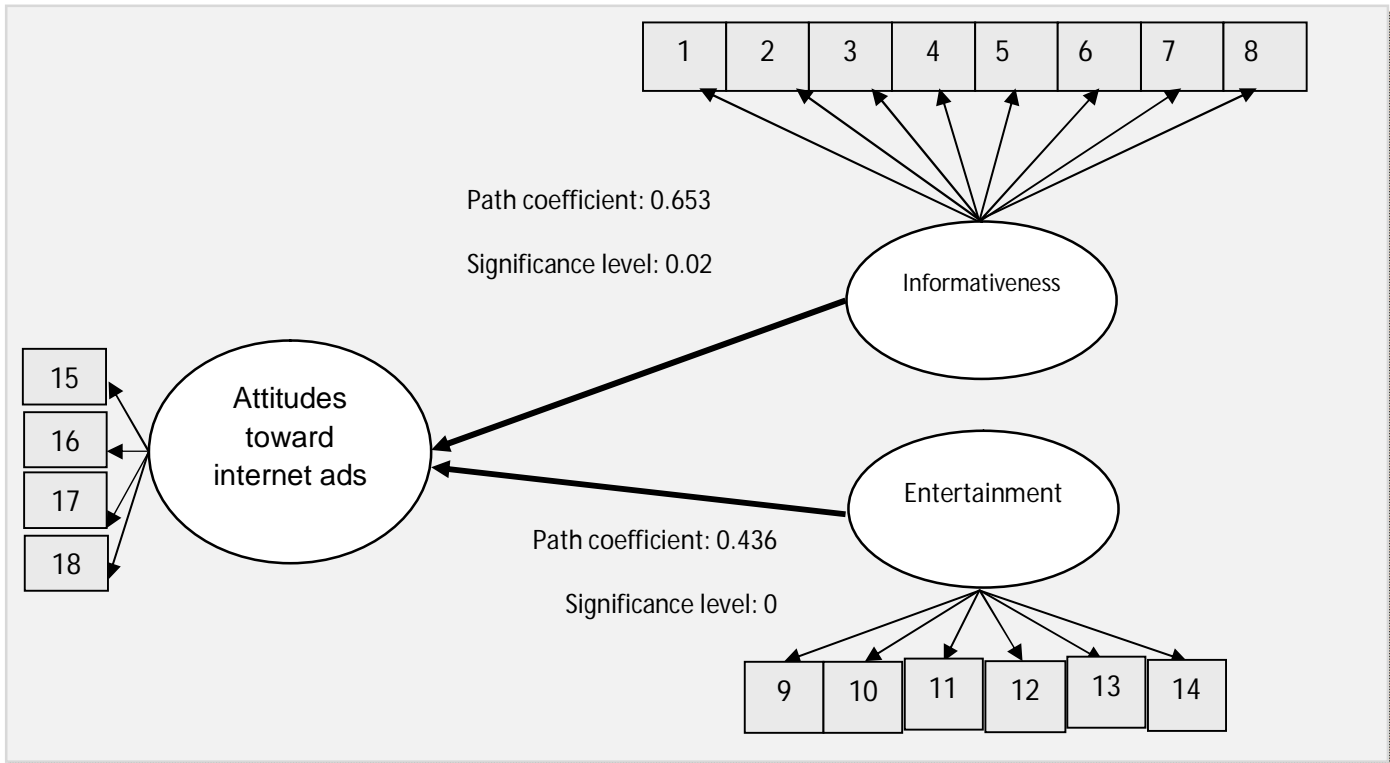 1 2 3 4 5 6 7 8
Path coefficient: 0.653
Significance level: 0.02
Informativeness
15
16
17
18
Attitudes
toward
internet ads
Entertainment
Path coefficient: 0.436
Significance level: 0
9 10 11 12 13 14